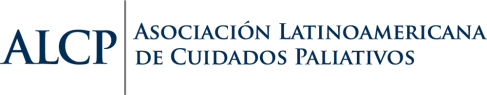 ALCP
Asociación Latinoamericana
de Cuidados Paliativos